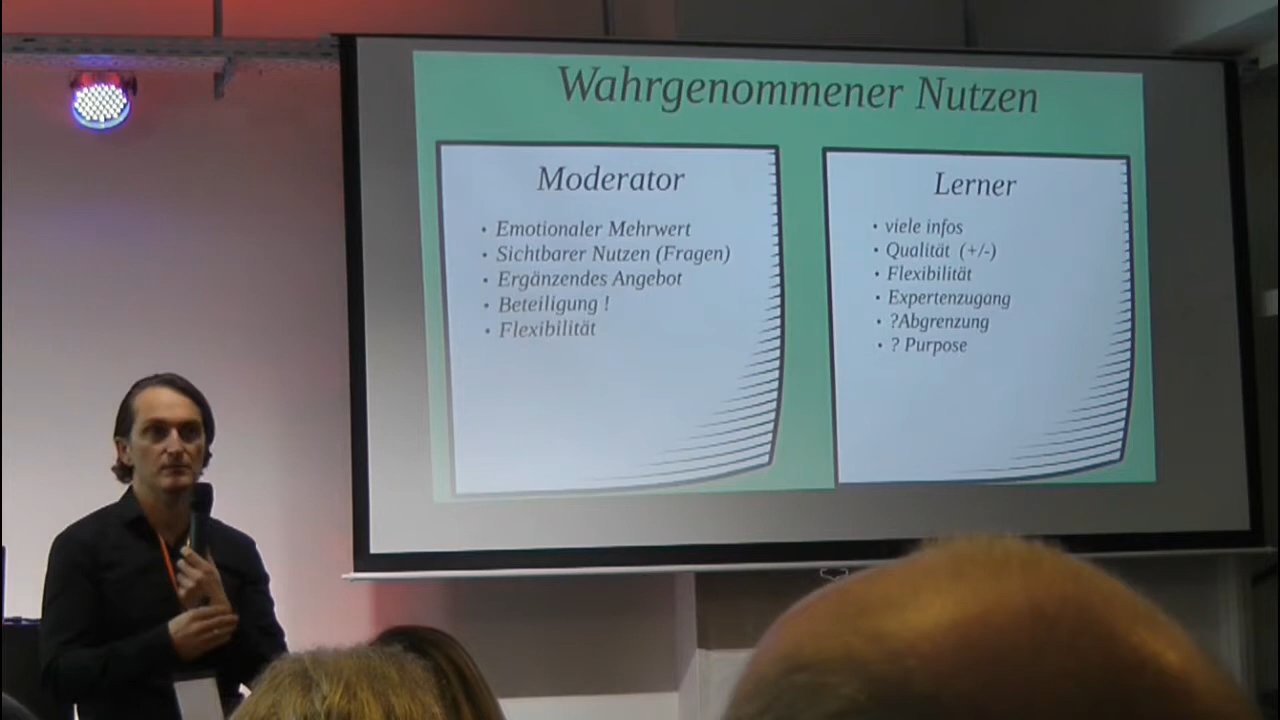 Wahrgenommener Nutzen
Moderator
• Emotionaler Mehrwert
• Sichtbarer Nutzen (Fragen)
• Ergänzendes Angebot
• Beteiligung !
• Flexibilität
Lerner
• viele infos
• Qualität (+/-)
• Flexibilität
• Expertenzugang
• ?Abgrenzung
• ? Purpose